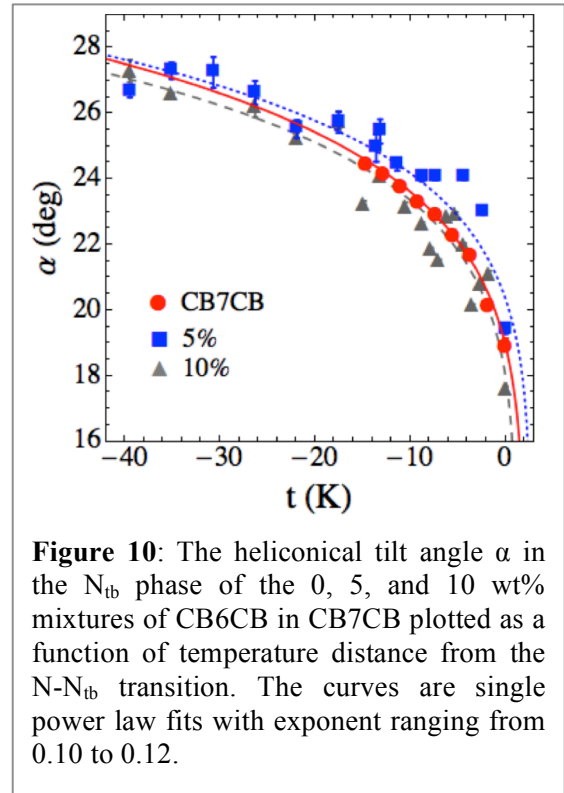 28
26
24
22
20
18
16
α (deg)
CB7CB
5%
10%
−40 −30 −20 −10 0
t (K)
Figure 10: The heliconical tilt angle α in
the Ntb phase of the 0, 5, and 10 wt%
mixtures of CB6CB in CB7CB plotted as a
function of temperature distance from the
N-Ntb transition. The curves are single
power law fits with exponent ranging from
0.10 to 0.12.